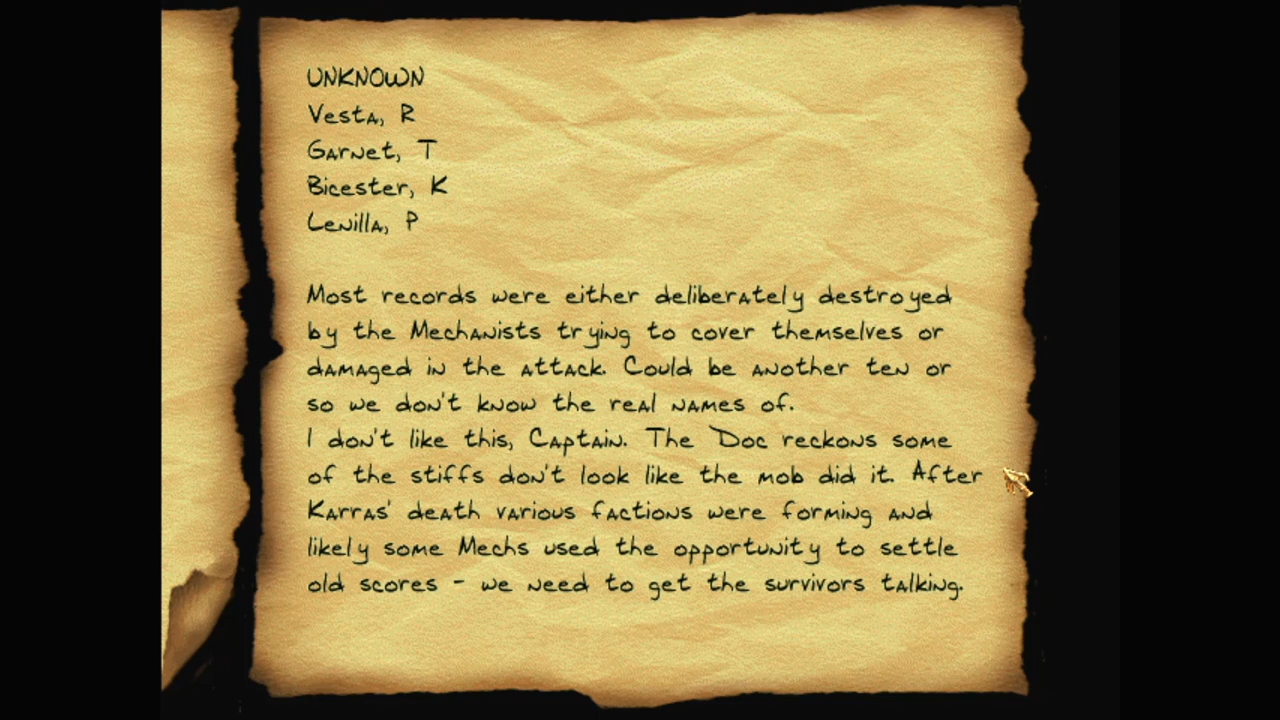 UNKNOWN
Vesta, R
Garnet, T
Bicester, K
Lenilla, P
Most records were either deliberately destroyed
by the Mechanists trying to cover themselves or
damaged in the attack. Could be another ten or
so we don't know the real names of.
I don't like this, Captain. The Doc reckons some
of the stiffs don't look like the mob did it. After
Karras' death various factions were forming and
likely some Mechs used the opportunity to settle
old scores - we need to get the survivors talking.